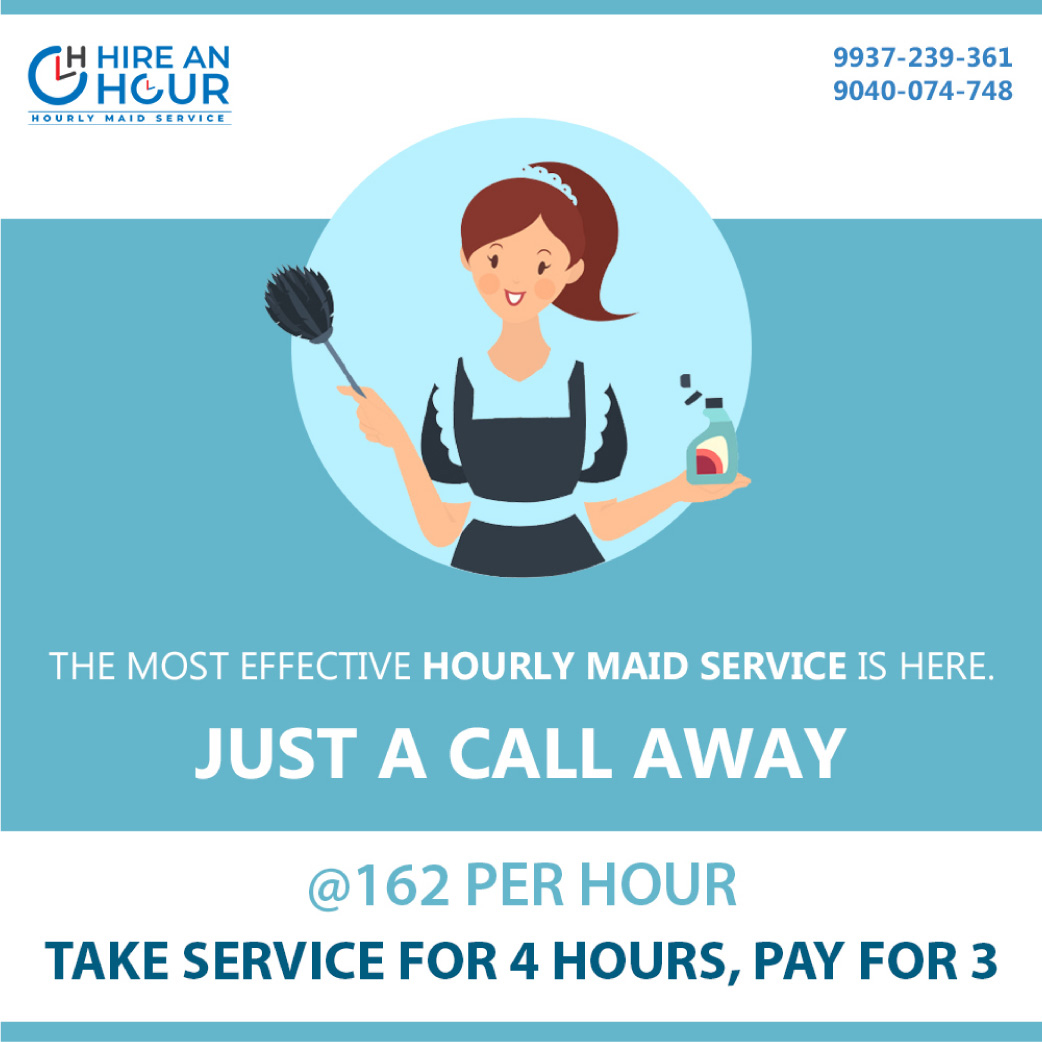 HIRE AN
HOUR
HOURLY MAID SERVICE
9937-239-361
9040-074-748
THE MOST EFFECTIVE HOURLY MAID SERVICE IS HERE.
JUST A CALL AWAY
@162 PER HOUR
TAKE SERVICE FOR 4 HOURS, PAY FOR 3